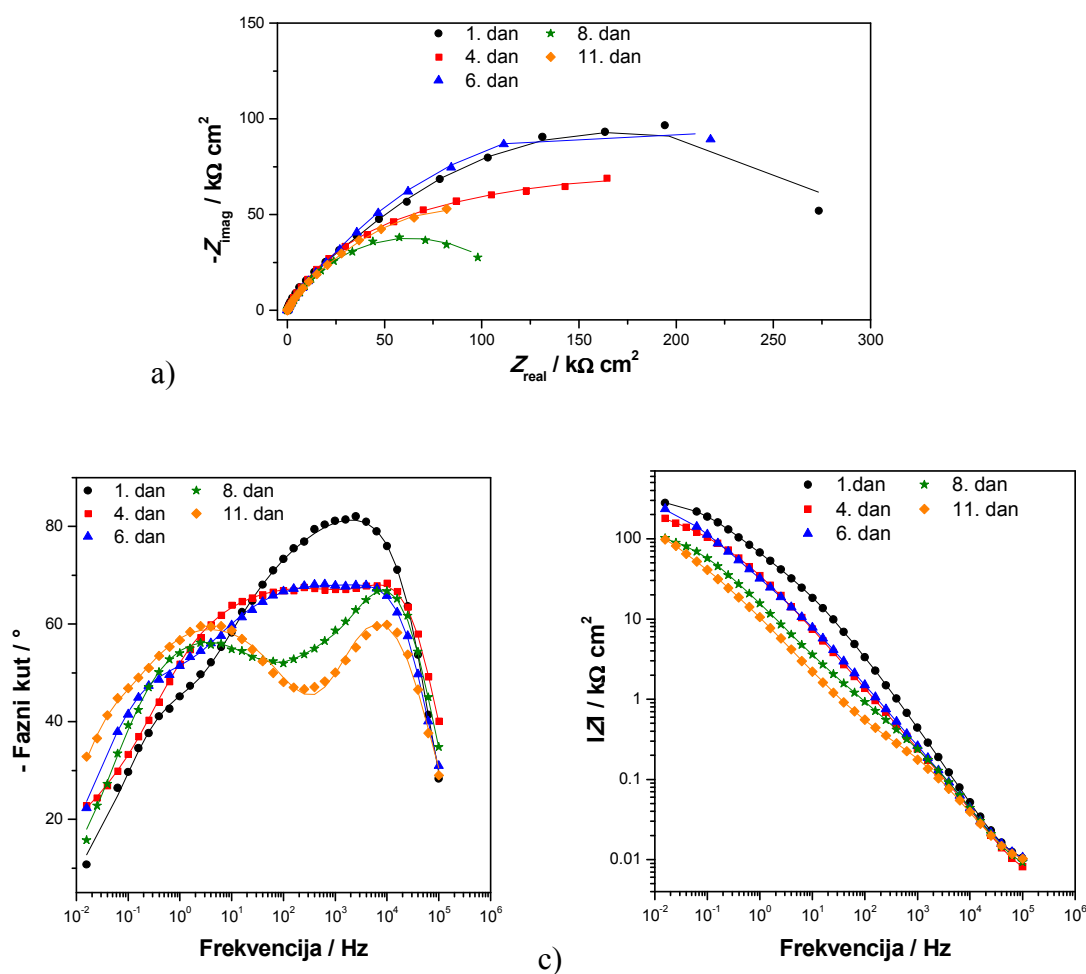 150
100
50
0
-Z_imag / kΩ cm²
1. dan
4. dan
6. dan
8. dan
11. dan
0 50 100 150 200 250 300
Z_real / kΩ cm²
a)
80
60
40
20
- Fazni kut / °
1. dan
4. dan
6. dan
8. dan
11. dan
10⁻² 10⁻¹ 10⁰ 10¹ 10² 10³ 10⁴ 10⁵ 10⁶
Frekvencija / Hz
c)
100
10
1
0.1
0.01
|Z| / kΩ cm²
1.dan
4. dan
6. dan
8. dan
11. dan
10⁻² 10⁻¹ 10⁰ 10¹ 10² 10³ 10⁴ 10⁵ 10⁶
Frekvencija / Hz